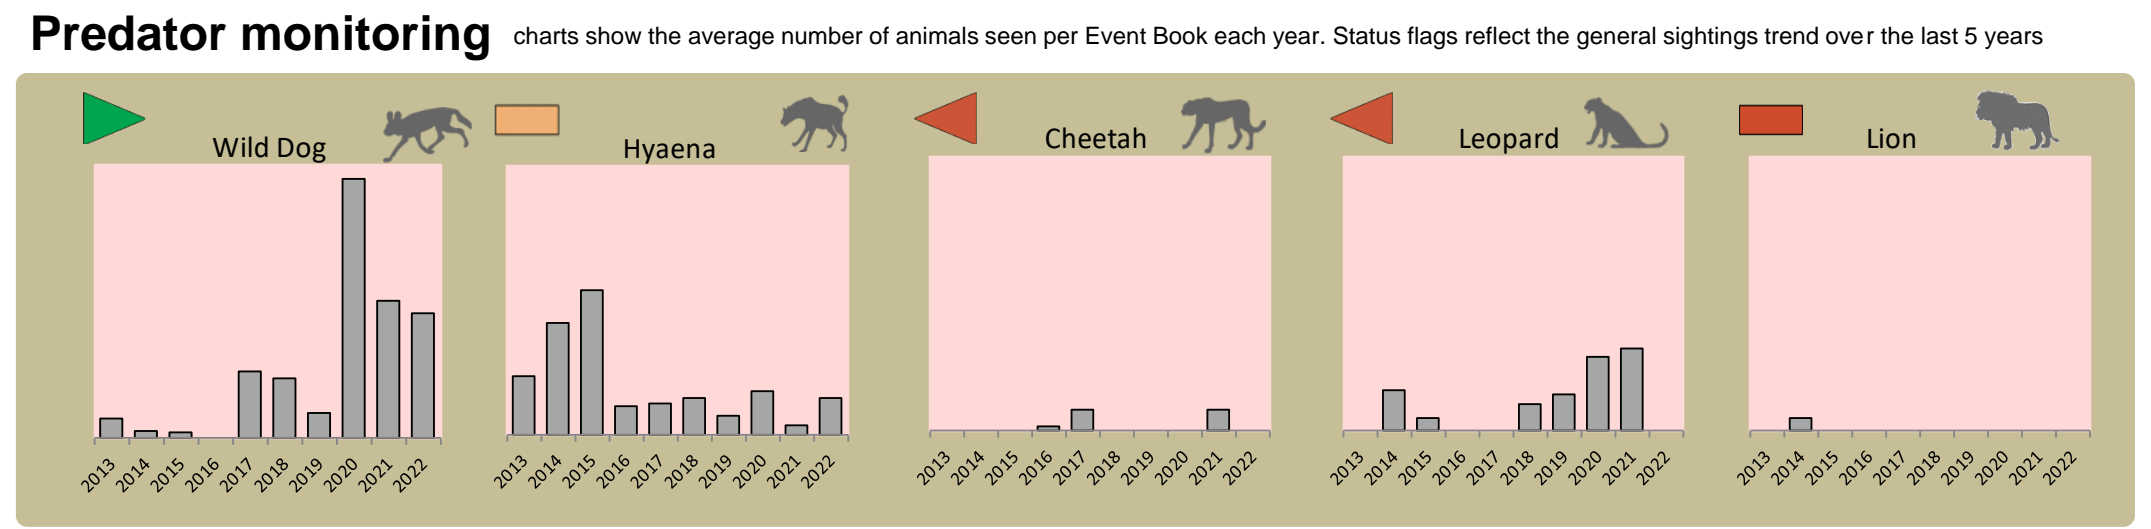 Predator monitoring charts show the average number of animals seen per Event Book each year. Status flags reflect the general sightings trend over the last 5 years
Wild Dog
2013 2014 2015 2016 2017 2018 2019 2020 2021 2022
Hyaena
2013 2014 2015 2016 2017 2018 2019 2020 2021 2022
Cheetah
2013 2014 2015 2016 2017 2018 2019 2020 2021 2022
Leopard
2013 2014 2015 2016 2017 2018 2019 2020 2021 2022
Lion
2013 2014 2015 2016 2017 2018 2019 2020 2021 2022